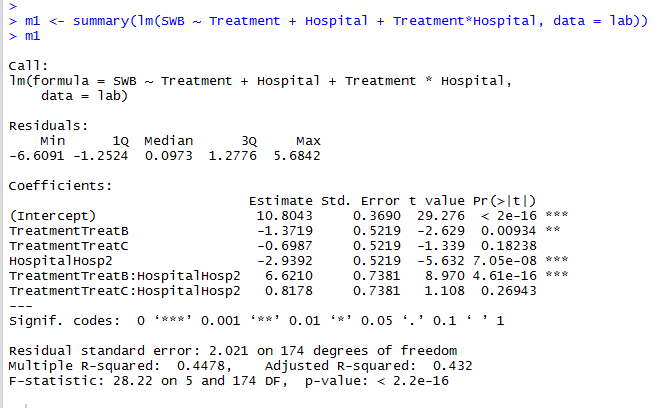 >
> m1 <- summary(lm(SWB ~ Treatment + Hospital + Treatment*Hospital, data = lab))
> m1

Call:
lm(formula = SWB ~ Treatment + Hospital + Treatment * Hospital,
    data = lab)

Residuals:
    Min      1Q  Median      3Q     Max
-6.6091 -1.2524  0.0973  1.2776  5.6842

Coefficients:
                         Estimate Std. Error t value Pr(>|t|)
(Intercept)               10.8043     0.3690  29.276  < 2e-16 ***
TreatmentTreatB           -1.3719     0.5219  -2.629  0.00934 **
TreatmentTreatC           -0.6987     0.5219  -1.339  0.18238
HospitalHosp2             -2.9392     0.5219  -5.632 7.05e-08 ***
TreatmentTreatB:HospitalHosp2   6.6210     0.7381   8.970 4.61e-16 ***
TreatmentTreatC:HospitalHosp2   0.8178     0.7381   1.108  0.26943
---
Signif. codes:  0 ‘***’ 0.001 ‘**’ 0.01 ‘*’ 0.05 ‘.’ 0.1 ‘ ’ 1

Residual standard error: 2.021 on 174 degrees of freedom
Multiple R-squared:  0.4478,    Adjusted R-squared:  0.432
F-statistic: 28.22 on 5 and 174 DF,  p-value: < 2.2e-16